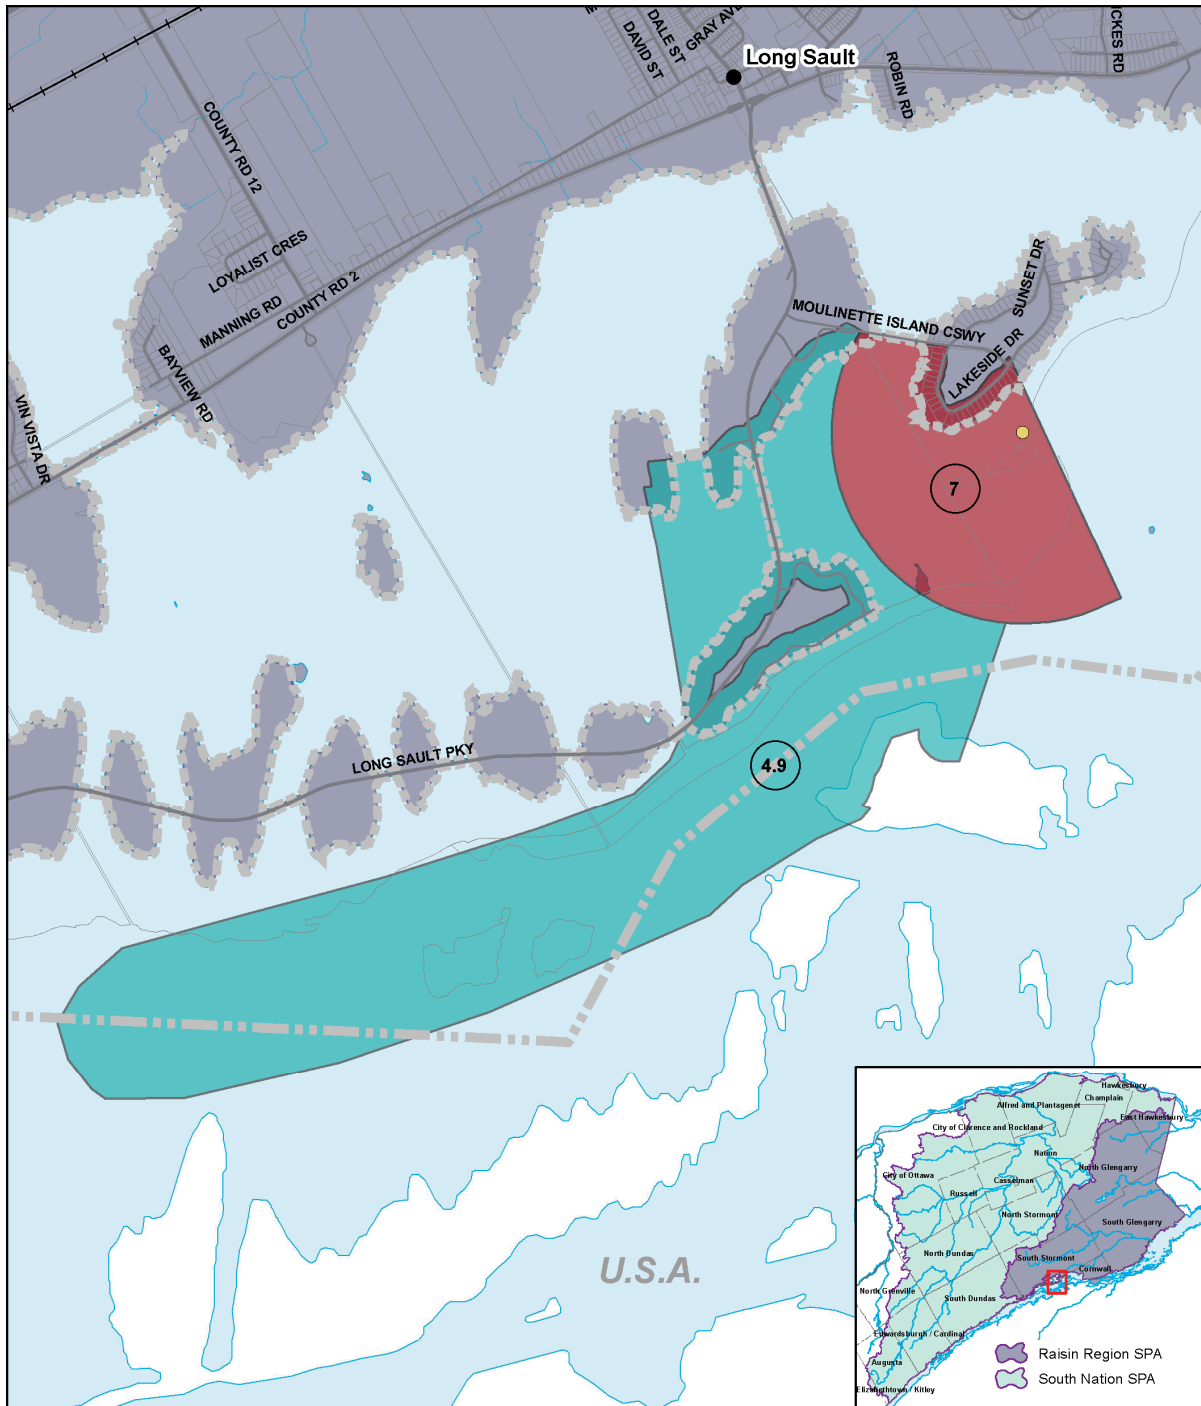 DAVID ST
DALE ST
GRAY AVE
Long Sault
ROBIN RD
COUNTY RD 12
LOYALIST CRES
MANNING RD
COUNTY RD 2
BAYVIEW RD
VIN VISTA DR
MOULINETTE ISLAND CSWY
SUNSET DR
LAKESIDE DR
7
LONG SAULT PKY
4.9
U.S.A.
Hawkesbury
Champlain
Alfred and Plantagenet
East Hawkesbury
City of Clarence and Rockland
Nation
North Glengarry
City of Ottawa
Casselman
Russell
North Stormont
South Glengarry
North Dundas
South Stormont
Cornwall
North Grenville
South Dundas
Edwardsburgh / Cardinal
Augusta
Elizabethtown / Kitley
Raisin Region SPA
South Nation SPA